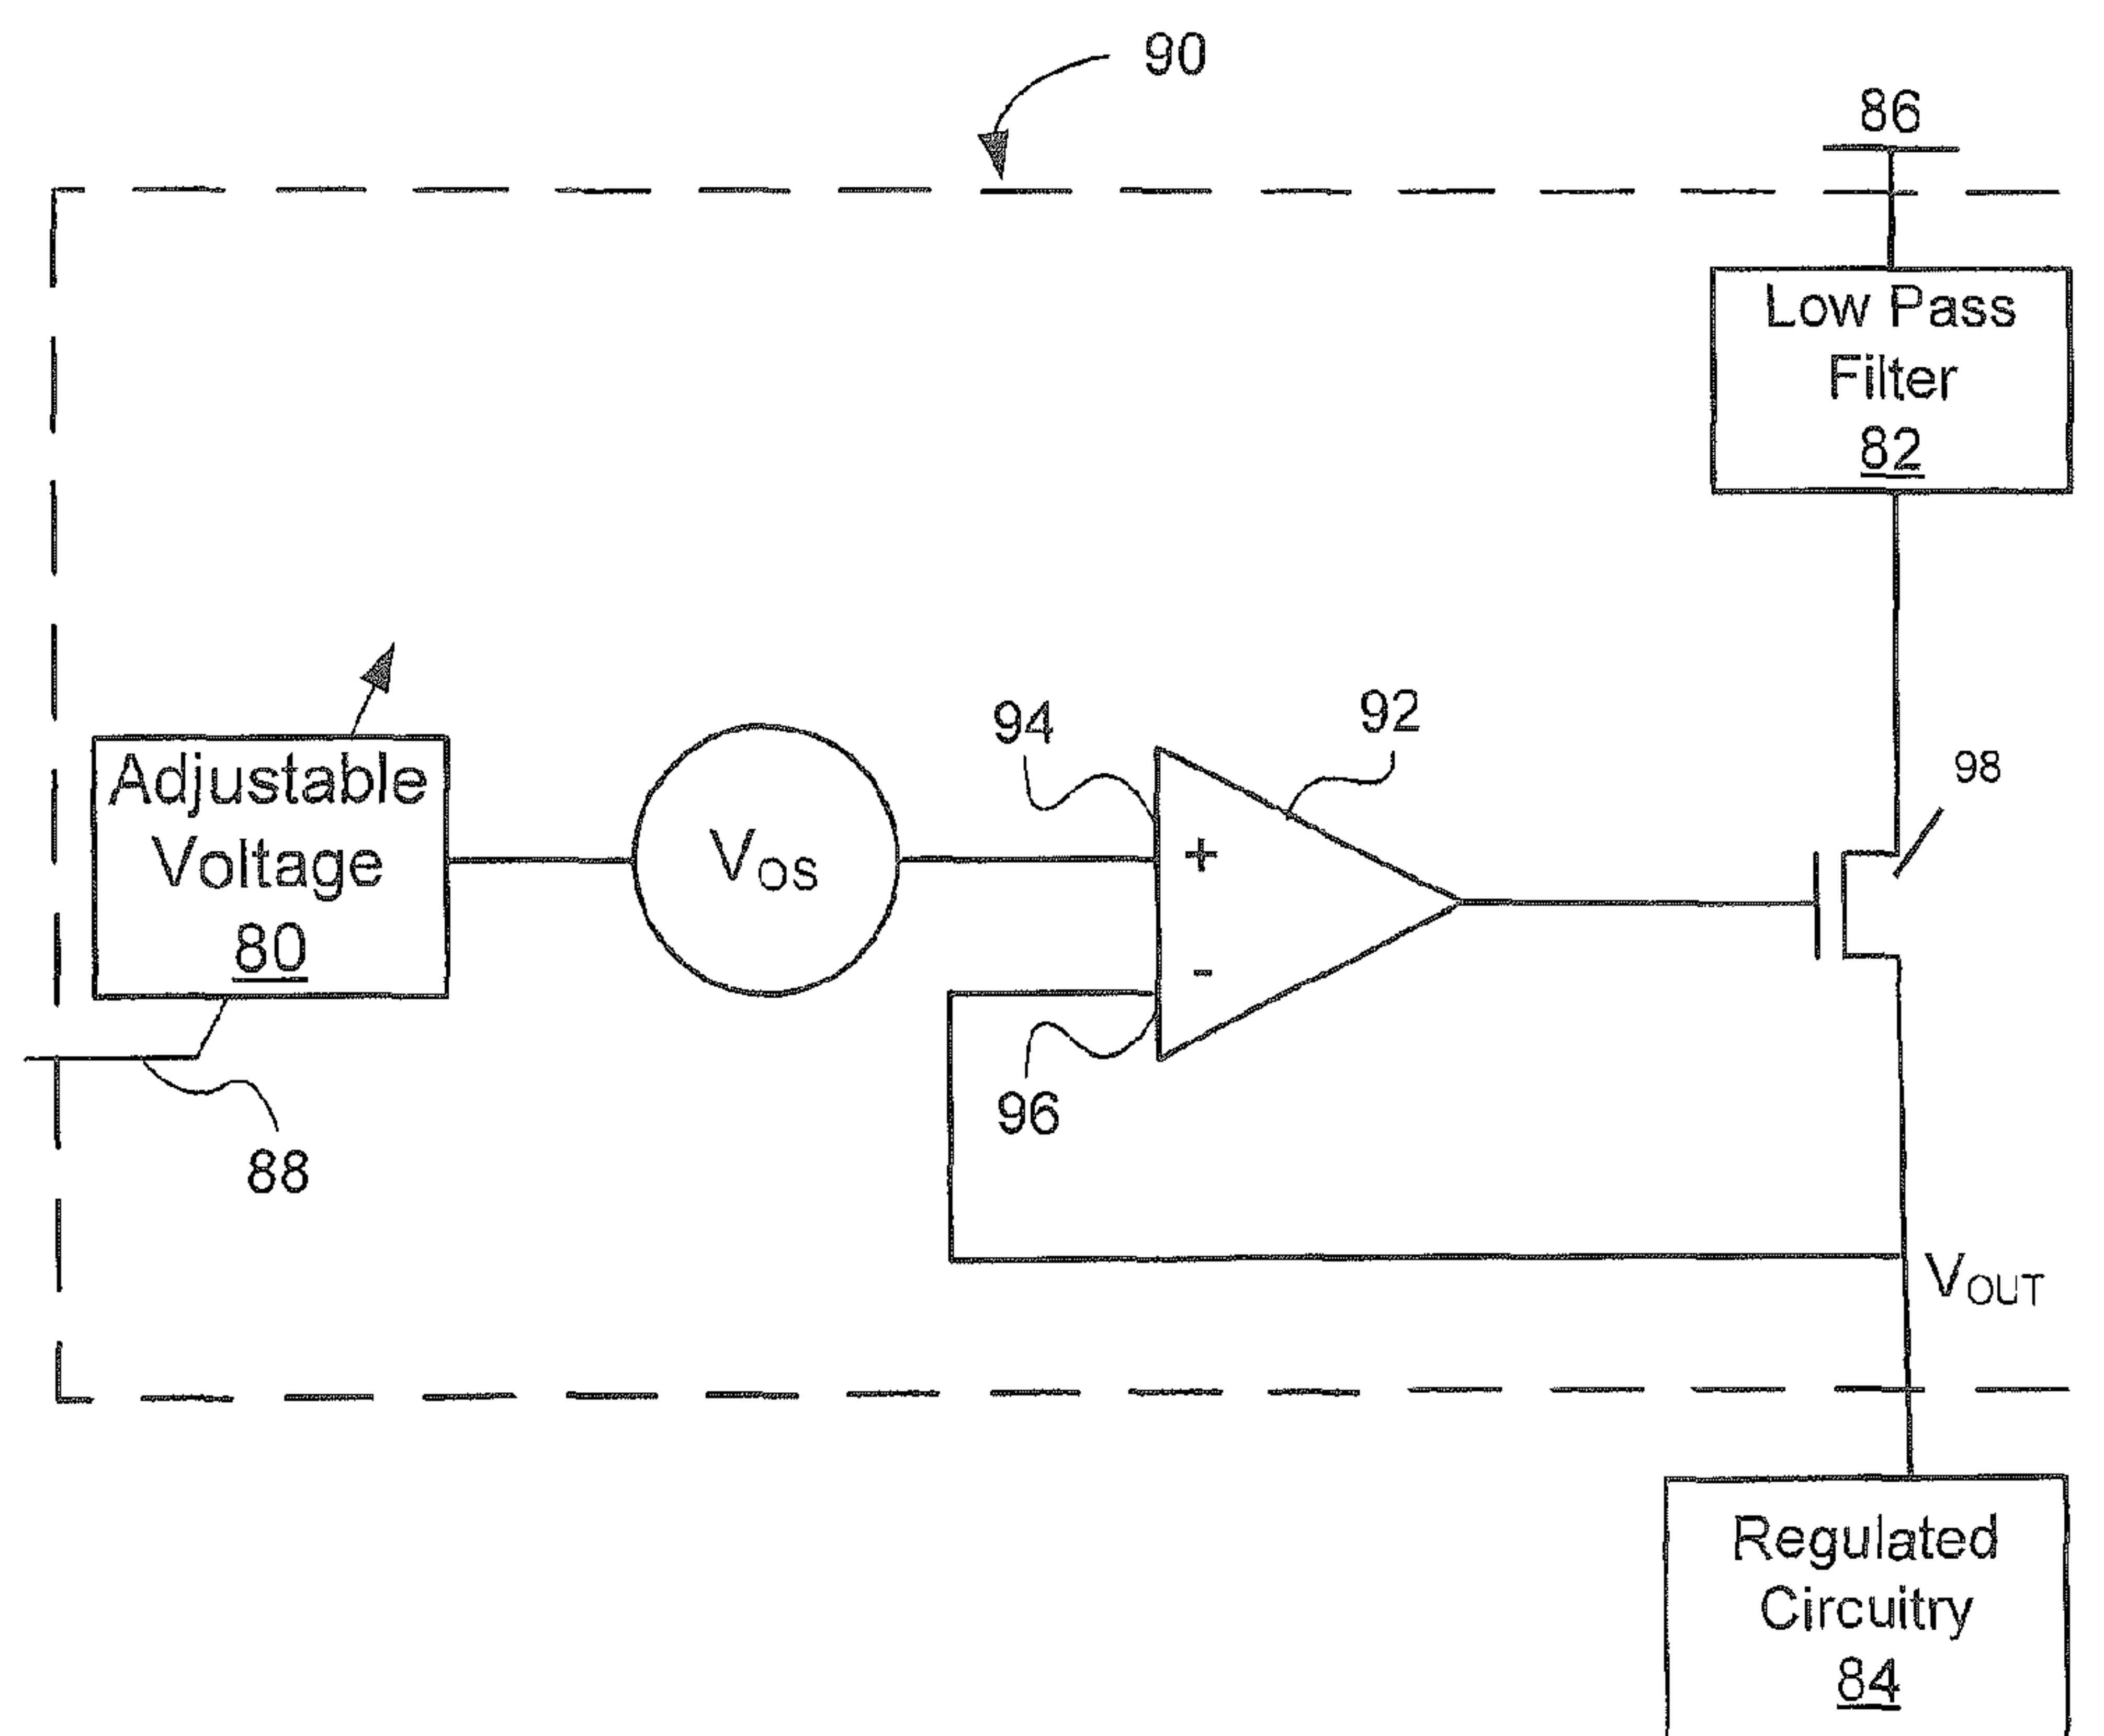 90
86
Low Pass
Filter
82
94
92
98
Adjustable
Voltage
80
VOS
+
-
96
88
VOUT
Regulated
Circuitry
84